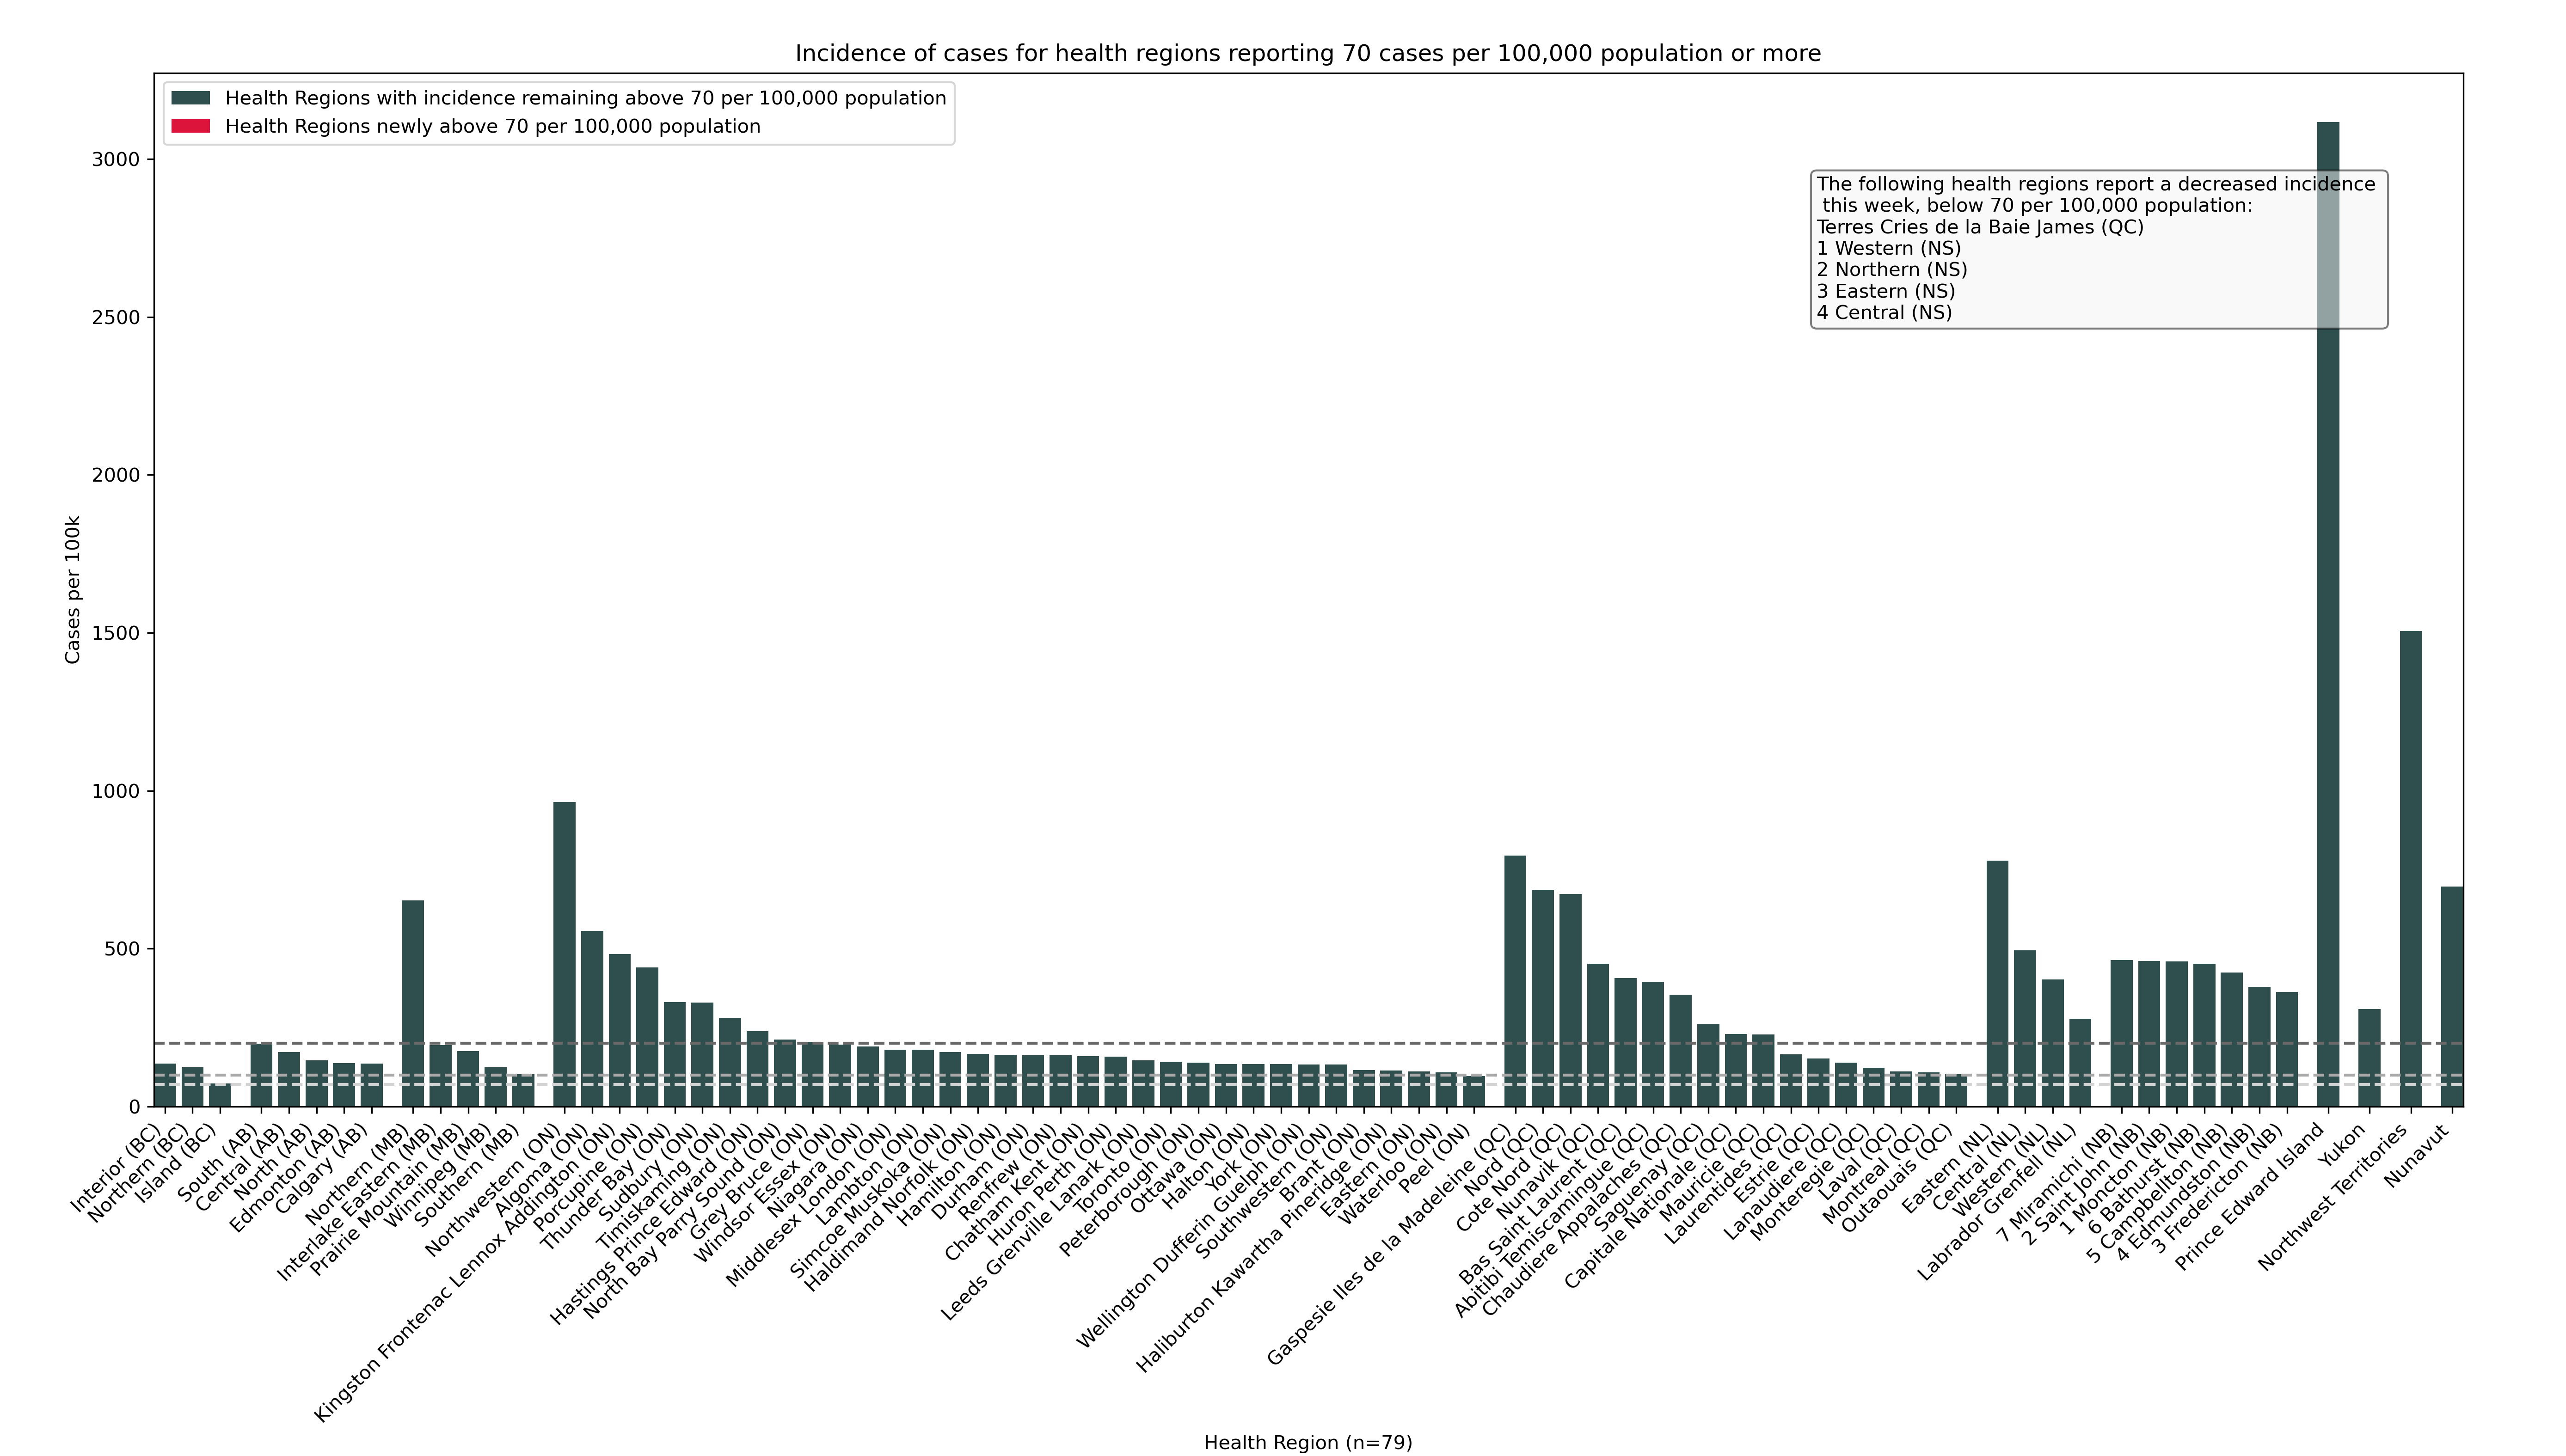 Incidence of cases for health regions reporting 70 cases per 100,000 population or more
Health Regions with incidence remaining above 70 per 100,000 population
Health Regions newly above 70 per 100,000 population
The following health regions report a decreased incidence
this week, below 70 per 100,000 population:
Terres Cries de la Baie James (QC)
1 Western (NS)
2 Northern (NS)
3 Eastern (NS)
4 Central (NS)
Cases per 100k
3000
2500
2000
1500
1000
500
0
Interior (BC)
Northern (BC)
Island (BC)
South (AB)
Central (AB)
North (AB)
Edmonton (AB)
Calgary (AB)
Northern (MB)
Interlake Eastern (MB)
Prairie Mountain (MB)
Winnipeg (MB)
Southern (MB)
Northwestern (ON)
Algoma (ON)
Kingston Frontenac Lennox Addington (ON)
Porcupine (ON)
Thunder Bay (ON)
Sudbury (ON)
Timiskaming (ON)
Hastings Prince Edward (ON)
North Bay Parry Sound (ON)
Grey Bruce (ON)
Windsor Essex (ON)
Niagara (ON)
Middlesex London (ON)
Lambton (ON)
Simcoe Muskoka (ON)
Haldimand Norfolk (ON)
Hamilton (ON)
Durham (ON)
Renfrew (ON)
Chatham Kent (ON)
Huron Perth (ON)
Leeds Grenville Lanark (ON)
Toronto (ON)
Peterborough (ON)
Ottawa (ON)
Halton (ON)
York (ON)
Wellington Dufferin Guelph (ON)
Southwestern (ON)
Brant (ON)
Haliburton Kawartha Pineridge (ON)
Eastern (ON)
Waterloo (ON)
Peel (ON)
Gaspesie Iles de la Madeleine (QC)
Nord (QC)
Cote Nord (QC)
Nunavik (QC)
Bas Saint Laurent (QC)
Abitibi Temiscamingue (QC)
Chaudiere Appalaches (QC)
Saguenay (QC)
Capitale Nationale (QC)
Mauricie (QC)
Laurentides (QC)
Estrie (QC)
Lanaudiere (QC)
Monteregie (QC)
Laval (QC)
Montreal (QC)
Outaouais (QC)
Eastern (NL)
Central (NL)
Western (NL)
Labrador Grenfell (NL)
7 Miramichi (NB)
2 Saint John (NB)
1 Moncton (NB)
6 Bathurst (NB)
5 Campbellton (NB)
4 Edmundston (NB)
3 Fredericton (NB)
Prince Edward Island
Yukon
Northwest Territories
Nunavut
Health Region (n=79)